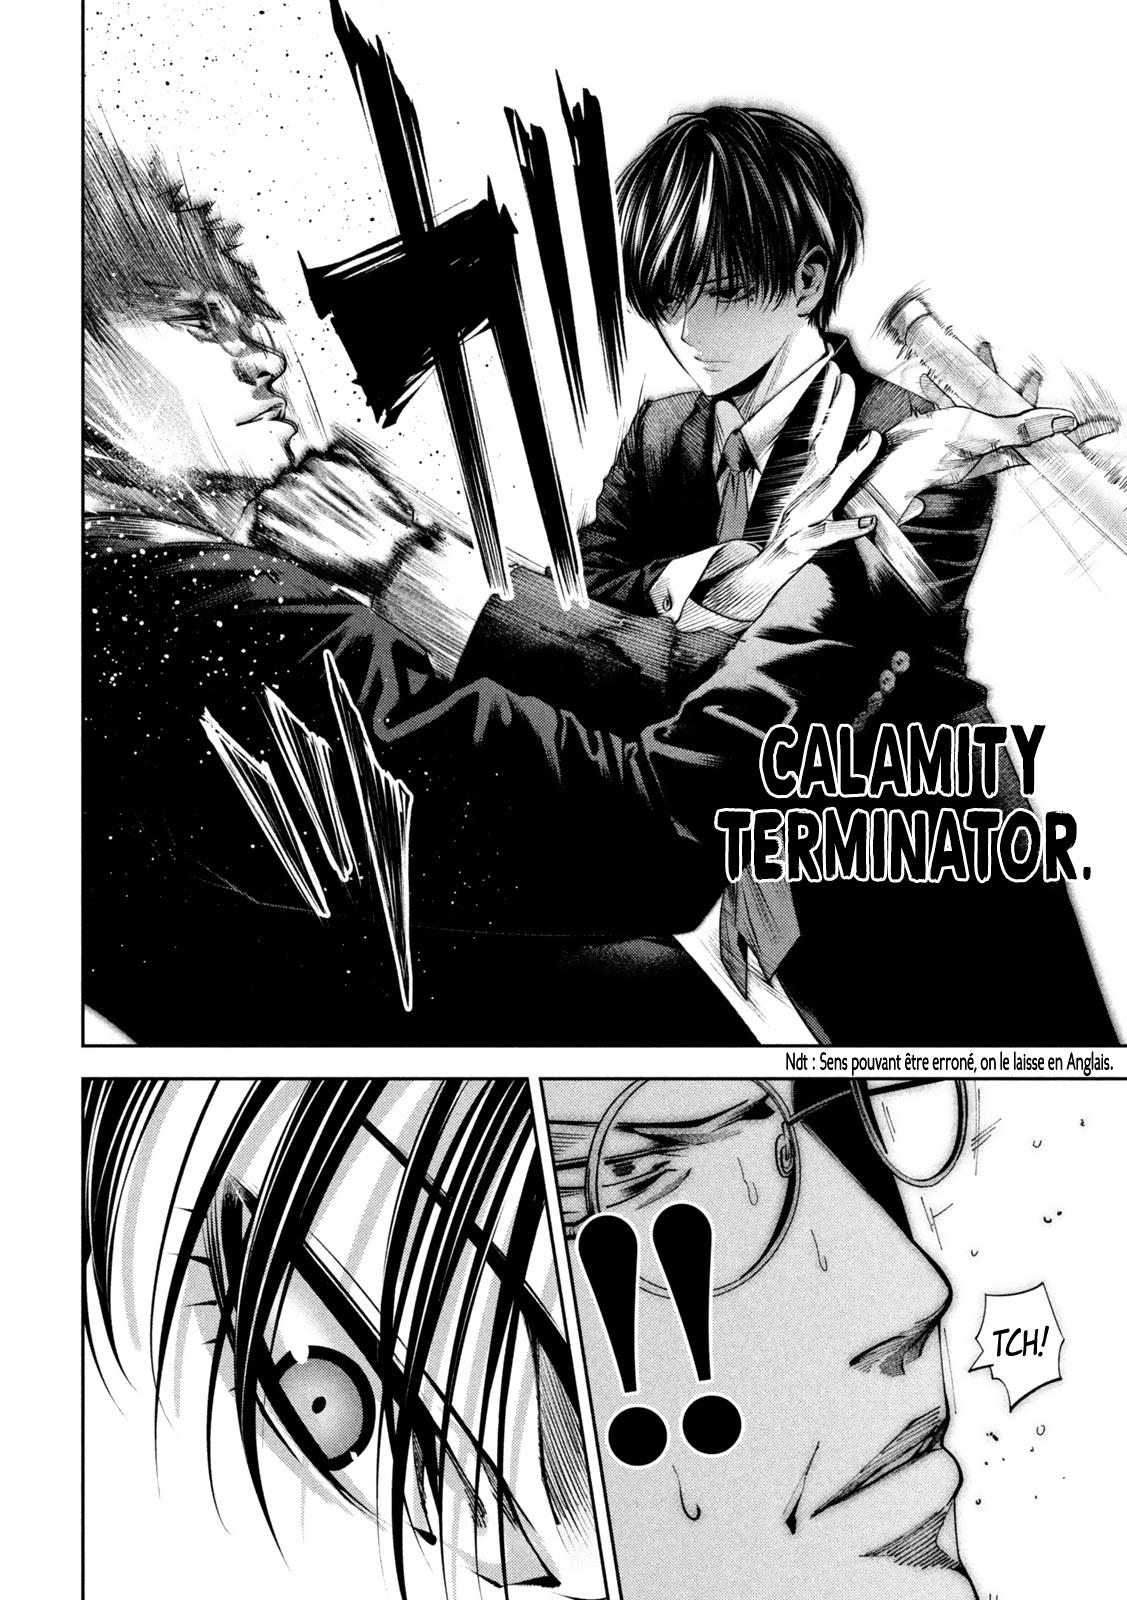 CALAMITY
TERMINATOR.
Ndt : Sens pouvant être erroné, on le laisse en Anglais.
!!
TCH!